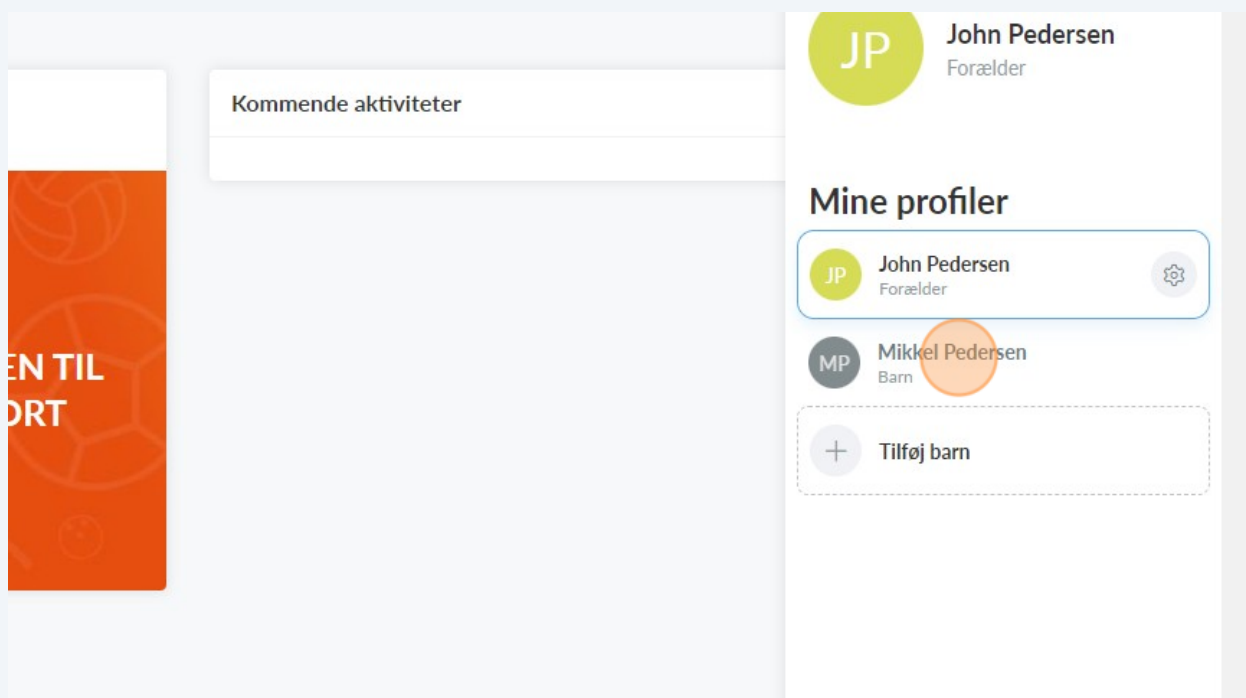 JP
John Pedersen
Forælder
Kommende aktiviteter
Mine profiler
JP
John Pedersen
Forælder
EN TIL
ORT
MP
Mikkel Pedersen
Barn
Tilføj barn